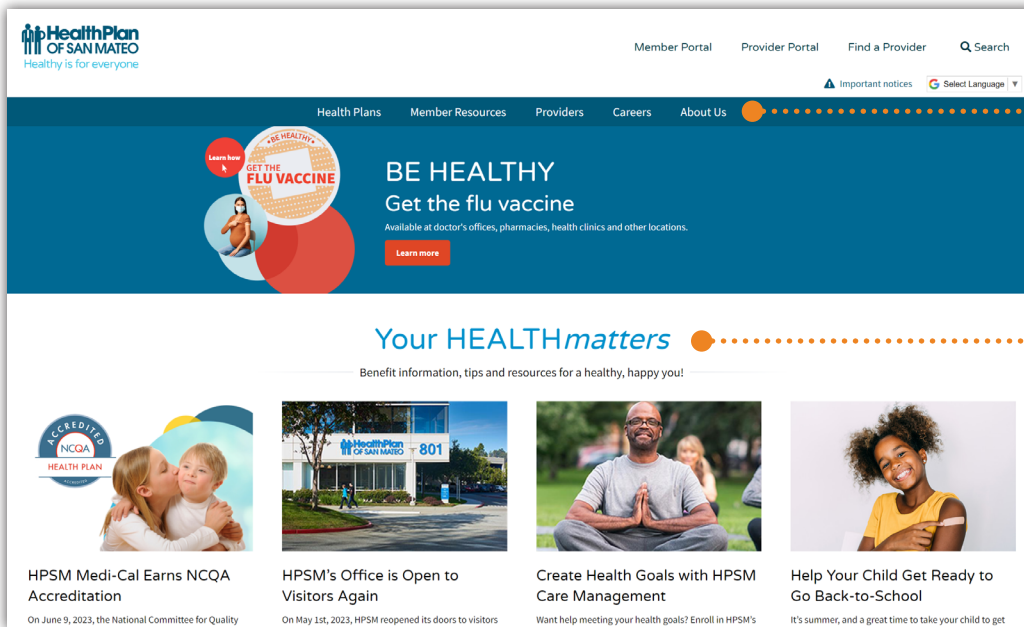 HealthPlan
OF SAN MATEO
Healthy is for everyone
Member Portal
Provider Portal
Find a Provider
Search
Important notices
Select Language
Health Plans
Member Resources
Providers
Careers
About Us
Learn how
• BE HEALTHY •
GET THE
FLU VACCINE
BE HEALTHY
Get the flu vaccine
Available at doctor's offices, pharmacies, health clinics and other locations.
Learn more
Your HEALTHmatters
Benefit information, tips and resources for a healthy, happy you!
ACCREDITED
NCQA
HEALTH PLAN
HealthPlan
OF SAN MATEO
801
HPSM Medi-Cal Earns NCQA
Accreditation
On June 9, 2023, the National Committee for Quality
HPSM's Office is Open to
Visitors Again
On May 1st, 2023, HPSM reopened its doors to visitors
Create Health Goals with HPSM
Care Management
Want help meeting your health goals? Enroll in HPSM's
Help Your Child Get Ready to
Go Back-to-School
It's summer, and a great time to take your child to get